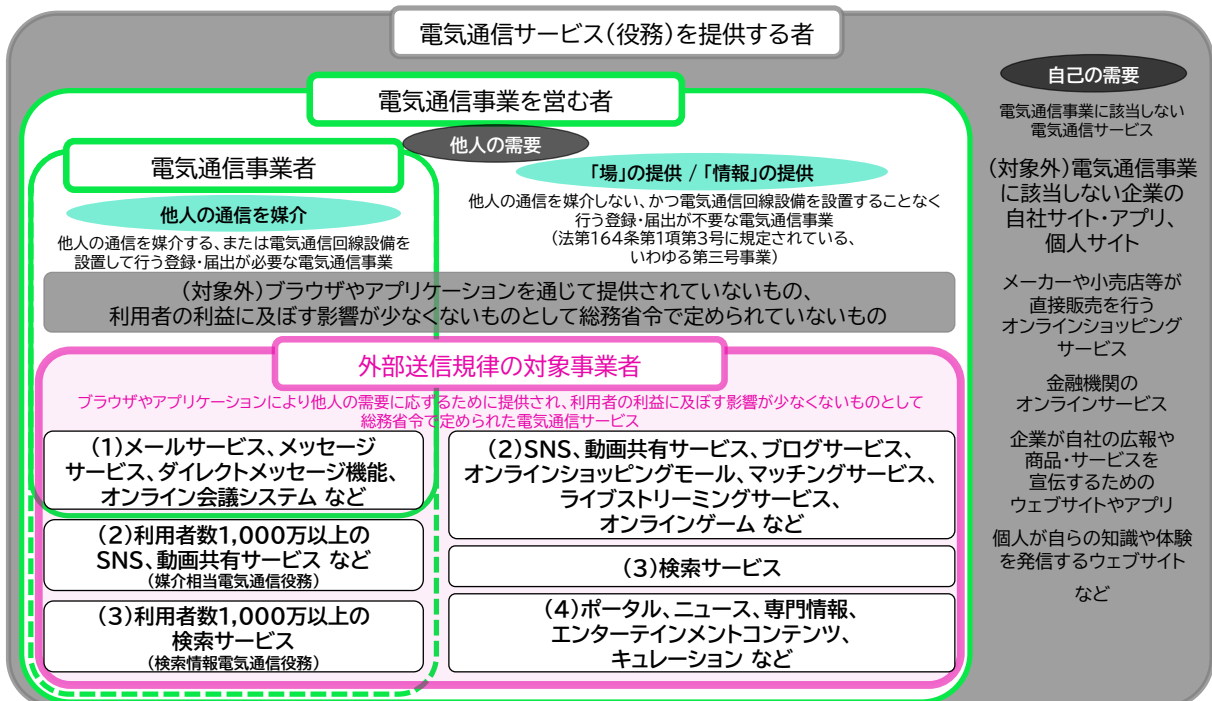 電気通信サービス(役務)を提供する者
電気通信事業を営む者
他人の需要
電気通信事業者
他人の通信を媒介
他人の通信を媒介する、または電気通信回線設備を
設置して行う登録・届出が必要な電気通信事業
「場」の提供 / 「情報」の提供
他人の通信を媒介しない、かつ電気通信回線設備を設置することなく
行う登録・届出が不要な電気通信事業
(法第164条第1項第3号に規定されている、
いわゆる第三号事業)
(対象外)ブラウザやアプリケーションを通じて提供されていないもの、
利用者の利益に及ぼす影響が少なくないものとして総務省令で定められていないもの
外部送信規律の対象事業者
ブラウザやアプリケーションにより他人の需要に応ずるために提供され、利用者の利益に及ぼす影響が少なくないものとして
総務省令で定められた電気通信サービス
(1)メールサービス、メッセージ
サービス、ダイレクトメッセージ機能、
オンライン会議システム など
(2)利用者数1,000万以上の
SNS、動画共有サービス など
(媒介相当電気通信役務)
(3)利用者数1,000万以上の
検索サービス
(検索情報電気通信役務)
(2)SNS、動画共有サービス、ブログサービス、
オンラインショッピングモール、マッチングサービス、
ライブストリーミングサービス、
オンラインゲーム など
(3)検索サービス
(4)ポータル、ニュース、専門情報、
エンターテインメントコンテンツ、
キュレーション など
自己の需要
電気通信事業に該当しない
電気通信サービス
(対象外)電気通信事業
に該当しない企業の
自社サイト・アプリ、
個人サイト
メーカーや小売店等が
直接販売を行う
オンラインショッピング
サービス
金融機関の
オンラインサービス
企業が自社の広報や
商品・サービスを
宣伝するための
ウェブサイトやアプリ
個人が自らの知識や体験
を発信するウェブサイト
など